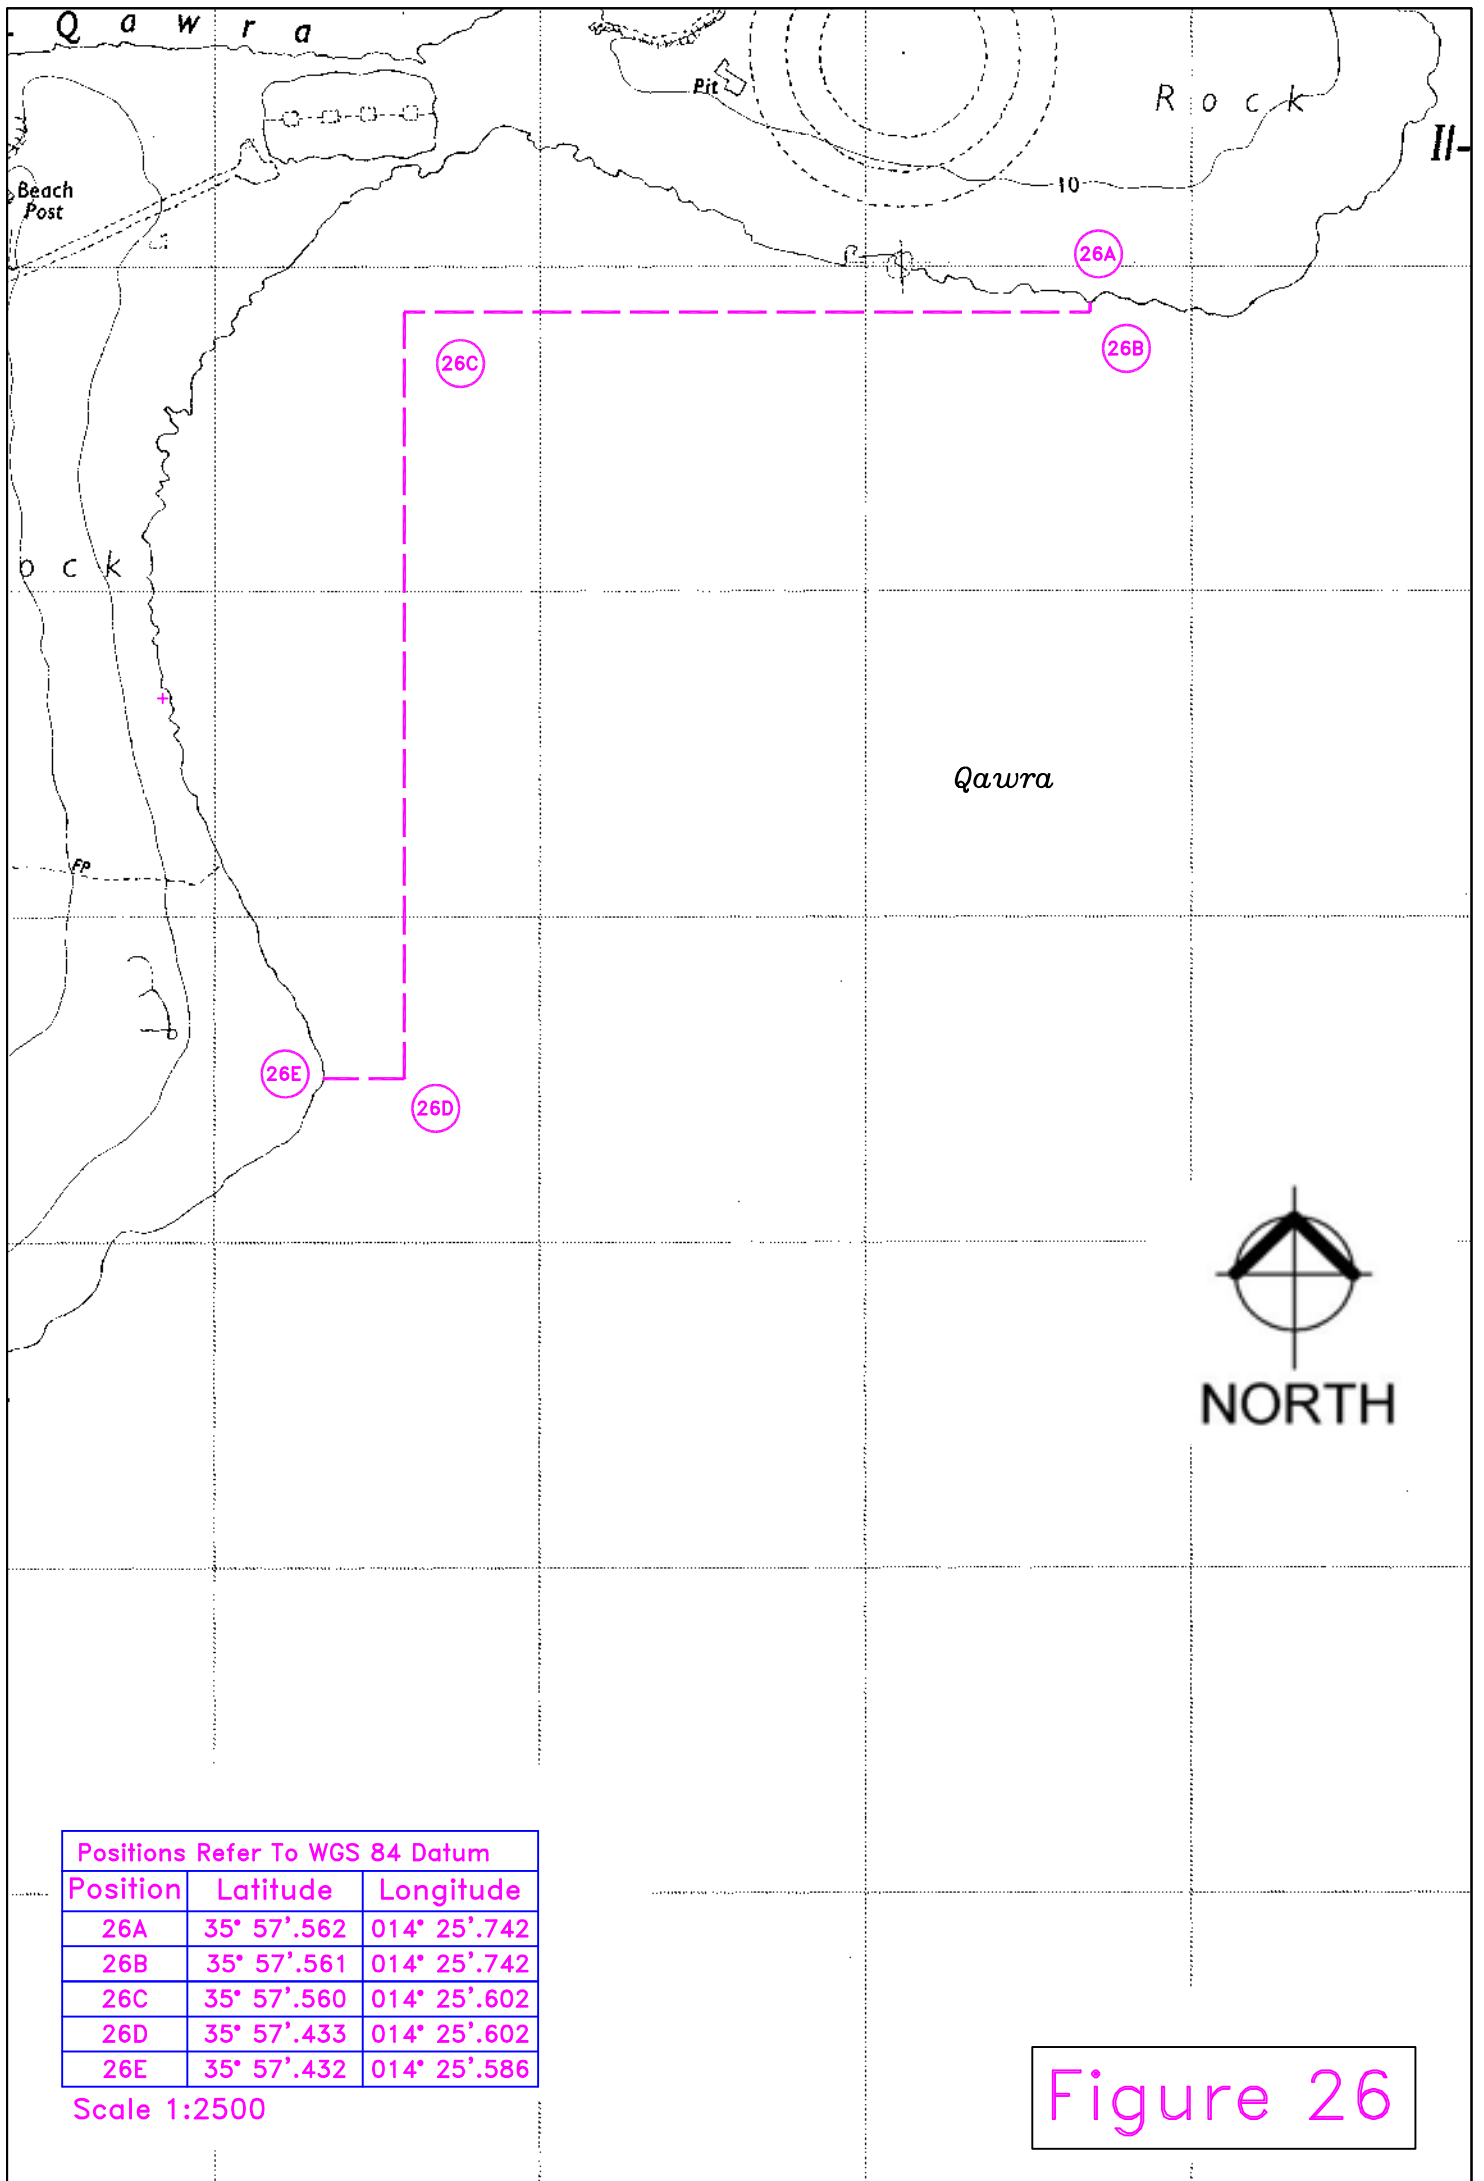 Q a w r a
Pit
R o c k
II-
Beach
Post
10
26A
26B
26C
o c k
Qawra
FP
26E
26D
NORTH
Positions Refer To WGS 84 Datum
Position Latitude Longitude
26A 35° 57'.562 014° 25'.742
26B 35° 57'.561 014° 25'.742
26C 35° 57'.560 014° 25'.602
26D 35° 57'.433 014° 25'.602
26E 35° 57'.432 014° 25'.586
Scale 1:2500
Figure 26